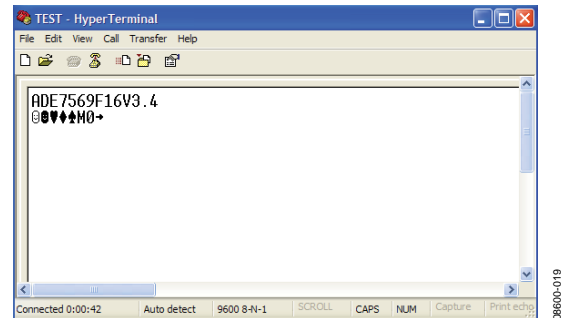 TEST - HyperTerminal
File Edit View Call Transfer Help
ADE7569F16V3.4
☺☻♥♦♠M0→
Connected 0:00:42 Auto detect 9600 8-N-1 SCROLL CAPS NUM Capture Print echo
08600-019